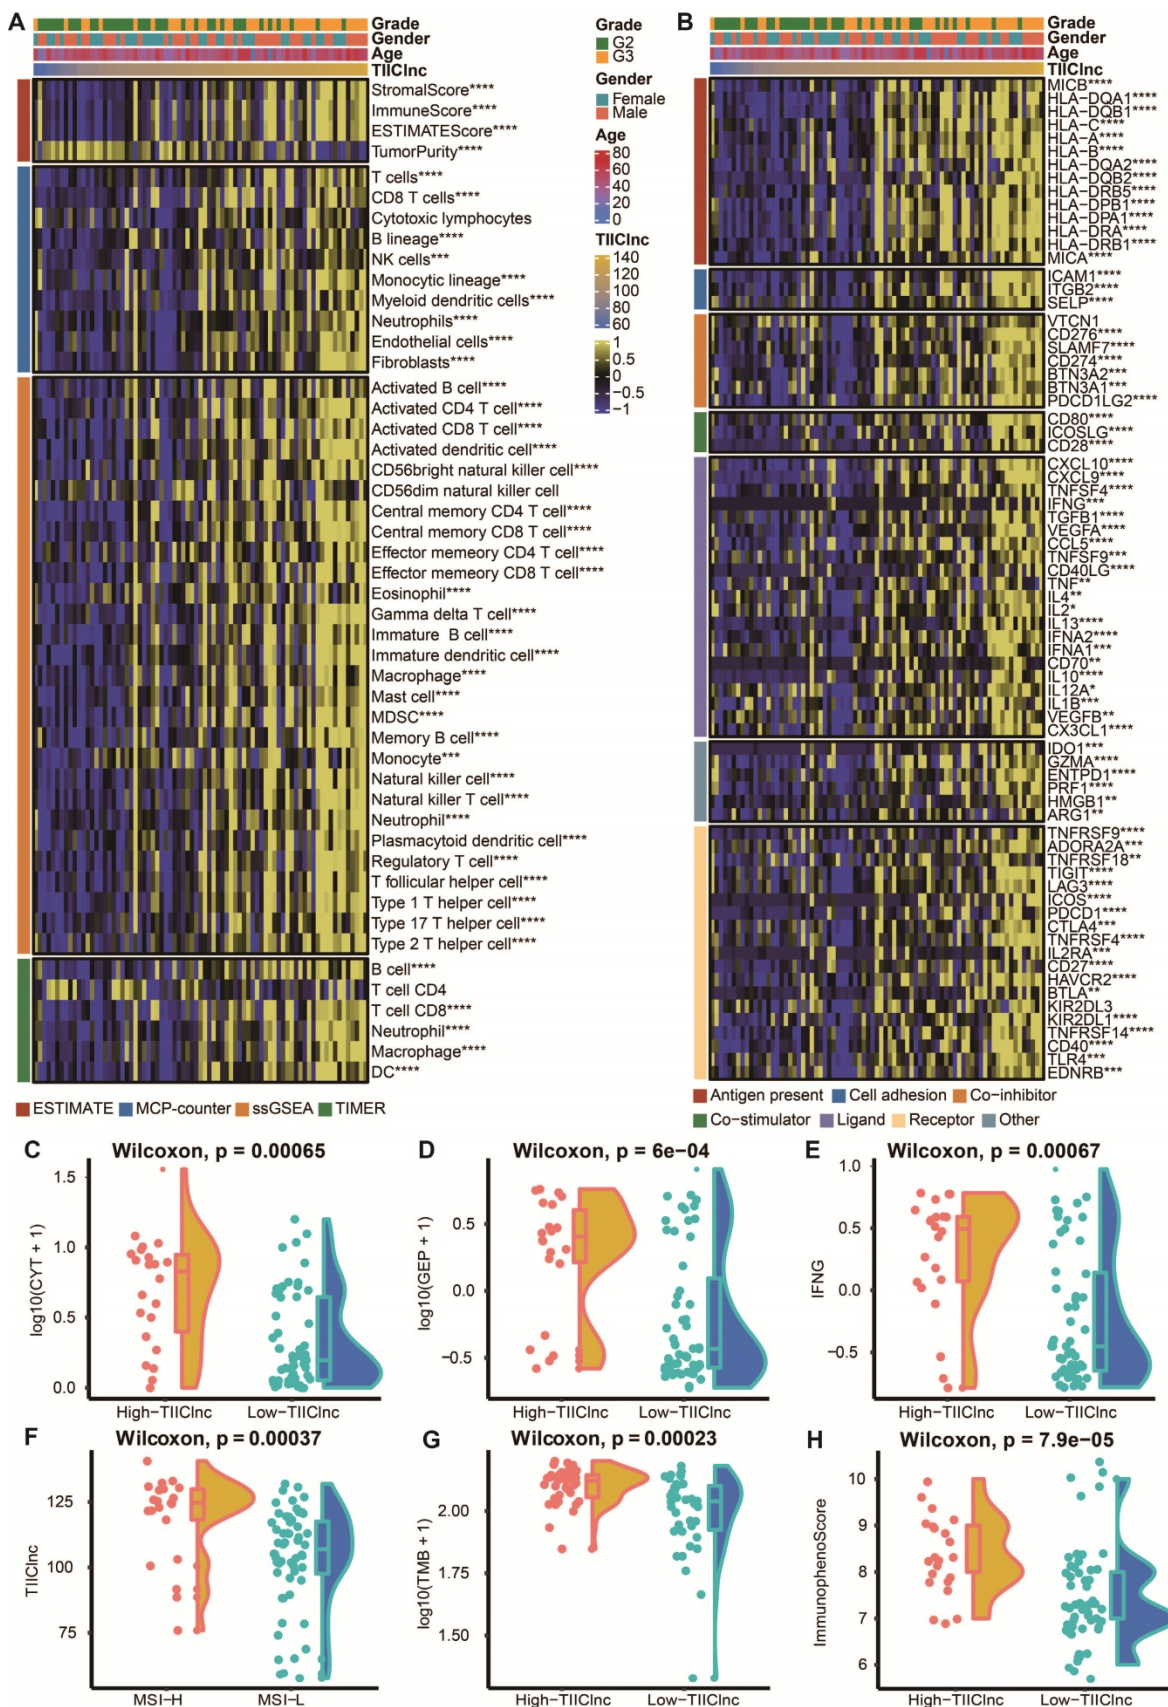 A
Grade
Gender
Age
TIICInc
StromalScore****
ImmuneScore****
ESTIMATEScore****
TumorPurity****
T cells****
CD8 T cells****
Cytotoxic lymphocytes
B lineage****
NK cells***
Monocytic lineage****
Myeloid dendritic cells****
Neutrophils****
Endothelial cells****
Fibroblasts****
Activated B cell****
Activated CD4 T cell****
Activated CD8 T cell****
Activated dendritic cell****
CD56bright natural killer cell****
CD56dim natural killer cell
Central memory CD4 T cell****
Central memory CD8 T cell****
Effector memeory CD4 T cell****
Effector memeory CD8 T cell****
Eosinophil****
Gamma delta T cell****
Immature B cell****
Immature dendritic cell****
Macrophage****
Mast cell****
MDSC****
Memory B cell****
Monocyte***
Natural killer cell****
Natural killer T cell****
Neutrophil****
Plasmacytoid dendritic cell****
Regulatory T cell****
T follicular helper cell****
Type 1 T helper cell****
Type 17 T helper cell****
Type 2 T helper cell****
B cell****
T cell CD4
T cell CD8****
Neutrophil****
Macrophage****
DC****
ESTIMATE MCP−counter ssGSEA TIMER
Grade
G2
G3
Gender
Female
Male
Age
80
60
40
20
0
TIICInc
140
120
100
80
60
1
0.5
0
−0.5
−1
B
Grade
Gender
Age
TIICInc
MICB****
HLA−DQA1****
HLA−DQB1****
HLA−C****
HLA−A****
HLA−B****
HLA−DQA2****
HLA−DQB2****
HLA−DRB5****
HLA−DPB1****
HLA−DPA1****
HLA−DRA****
HLA−DRB1****
MICA****
ICAM1****
ITGB2****
SELP****
VTCN1
CD276****
SLAMF7****
CD274****
BTN3A2***
BTN3A1***
PDCD1LG2****
CD80****
ICOSLG****
CD28****
CXCL10****
CXCL9****
TNFSF4****
IFNG***
TGFB1****
VEGFA****
CCL5****
TNFSF9***
CD40LG****
TNF**
IL4**
IL2*
IL13****
IFNA2****
IFNA1***
CD70**
IL10****
IL12A*
IL1B***
VEGFB**
CX3CL1****
IDO1***
GZMA****
ENTPD1****
PRF1****
HMGB1**
ARG1**
TNFRSF9****
ADORA2A***
TNFRSF18**
TIGIT****
LAG3****
ICOS****
PDCD1****
CTLA4***
TNFRSF4****
IL2RA***
CD27****
HAVCR2****
BTLA**
KIR2DL3
KIR2DL1****
TNFRSF14****
CD40****
TLR4***
EDNRB***
Antigen present Cell adhesion Co−inhibitor
Co−stimulator Ligand Receptor Other
C
Wilcoxon, p = 0.00065
log10(CYT + 1)
1.5
1.0
0.5
0.0
High−TIICInc Low−TIICInc
D
Wilcoxon, p = 6e−04
log10(GEP + 1)
0.5
0.0
−0.5
High−TIICInc Low−TIICInc
E
Wilcoxon, p = 0.00067
IFNG
1.0
0.5
0.0
−0.5
High−TIICInc Low−TIICInc
F
Wilcoxon, p = 0.00037
TIICInc
125
100
75
MSI−H MSI−L
G
Wilcoxon, p = 0.00023
log10(TMB + 1)
2.00
1.75
1.50
High−TIICInc Low−TIICInc
H
Wilcoxon, p = 7.9e−05
ImmunophenoScore
10
9
8
7
6
High−TIICInc Low−TIICInc